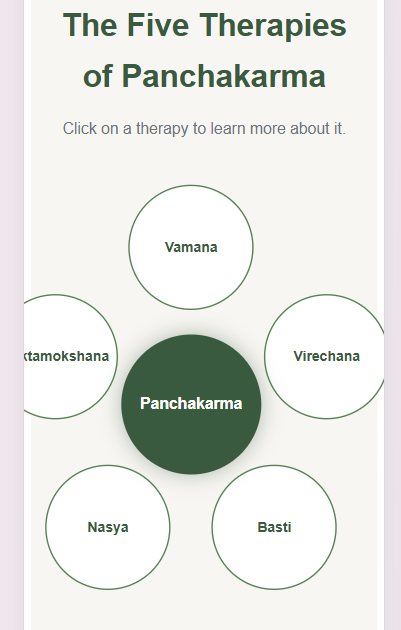 The Five Therapies
of Panchakarma
Click on a therapy to learn more about it.
Vamana
ktamokshana
Virechana
Panchakarma
Nasya
Basti